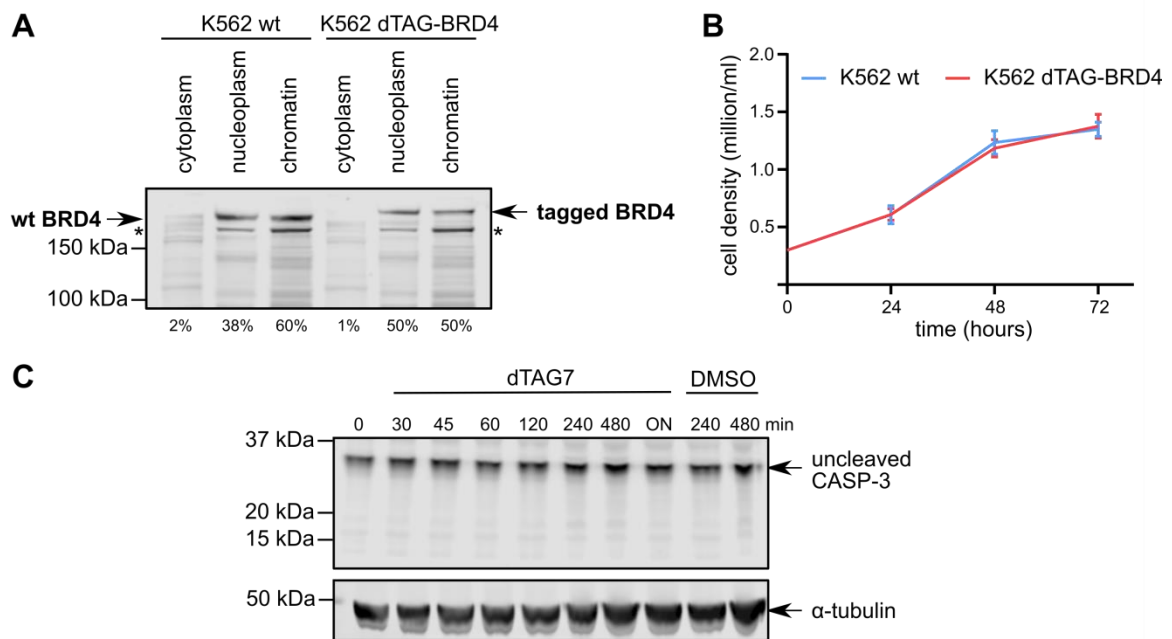 A
K562 wt K562 dTAG-BRD4
cytoplasm
nucleoplasm
chromatin
cytoplasm
nucleoplasm
chromatin
wt BRD4
tagged BRD4
* *
150 kDa
100 kDa
2% 38% 60% 1% 50% 50%
B
K562 wt K562 dTAG-BRD4
cell density (million/ml)
2.0
1.5
1.0
0.5
0 24 48 72
time (hours)
C
dTAG7 DMSO
0 30 45 60 120 240 480 ON 240 480 min
37 kDa
uncleaved
CASP-3
20 kDa
15 kDa
50 kDa
α-tubulin